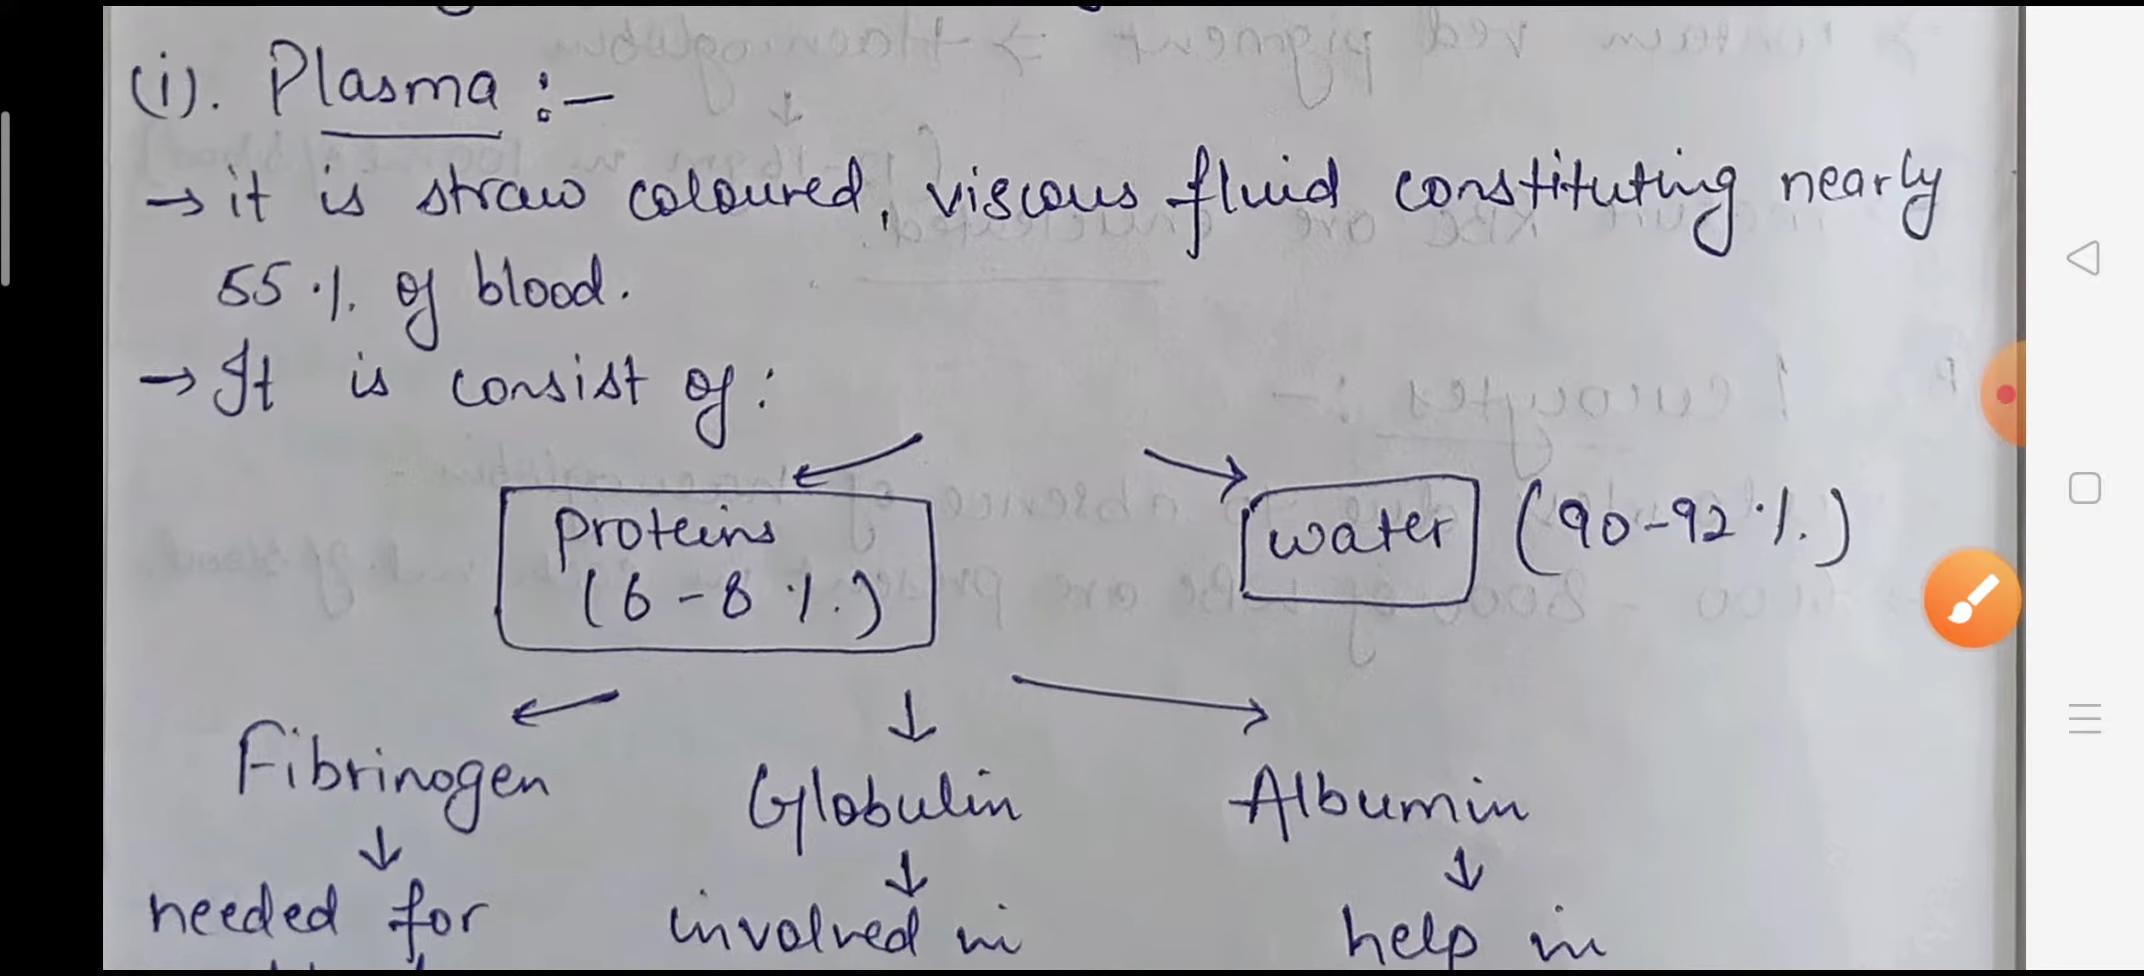 (i). Plasma :-
→ it is straw coloured, viscous fluid constituting nearly
55 % of blood.
→ It is consist of :
Proteins
(6-8 %)
water (90-92 %)
Fibrinogen Globulin Albumin
needed for involved in help in